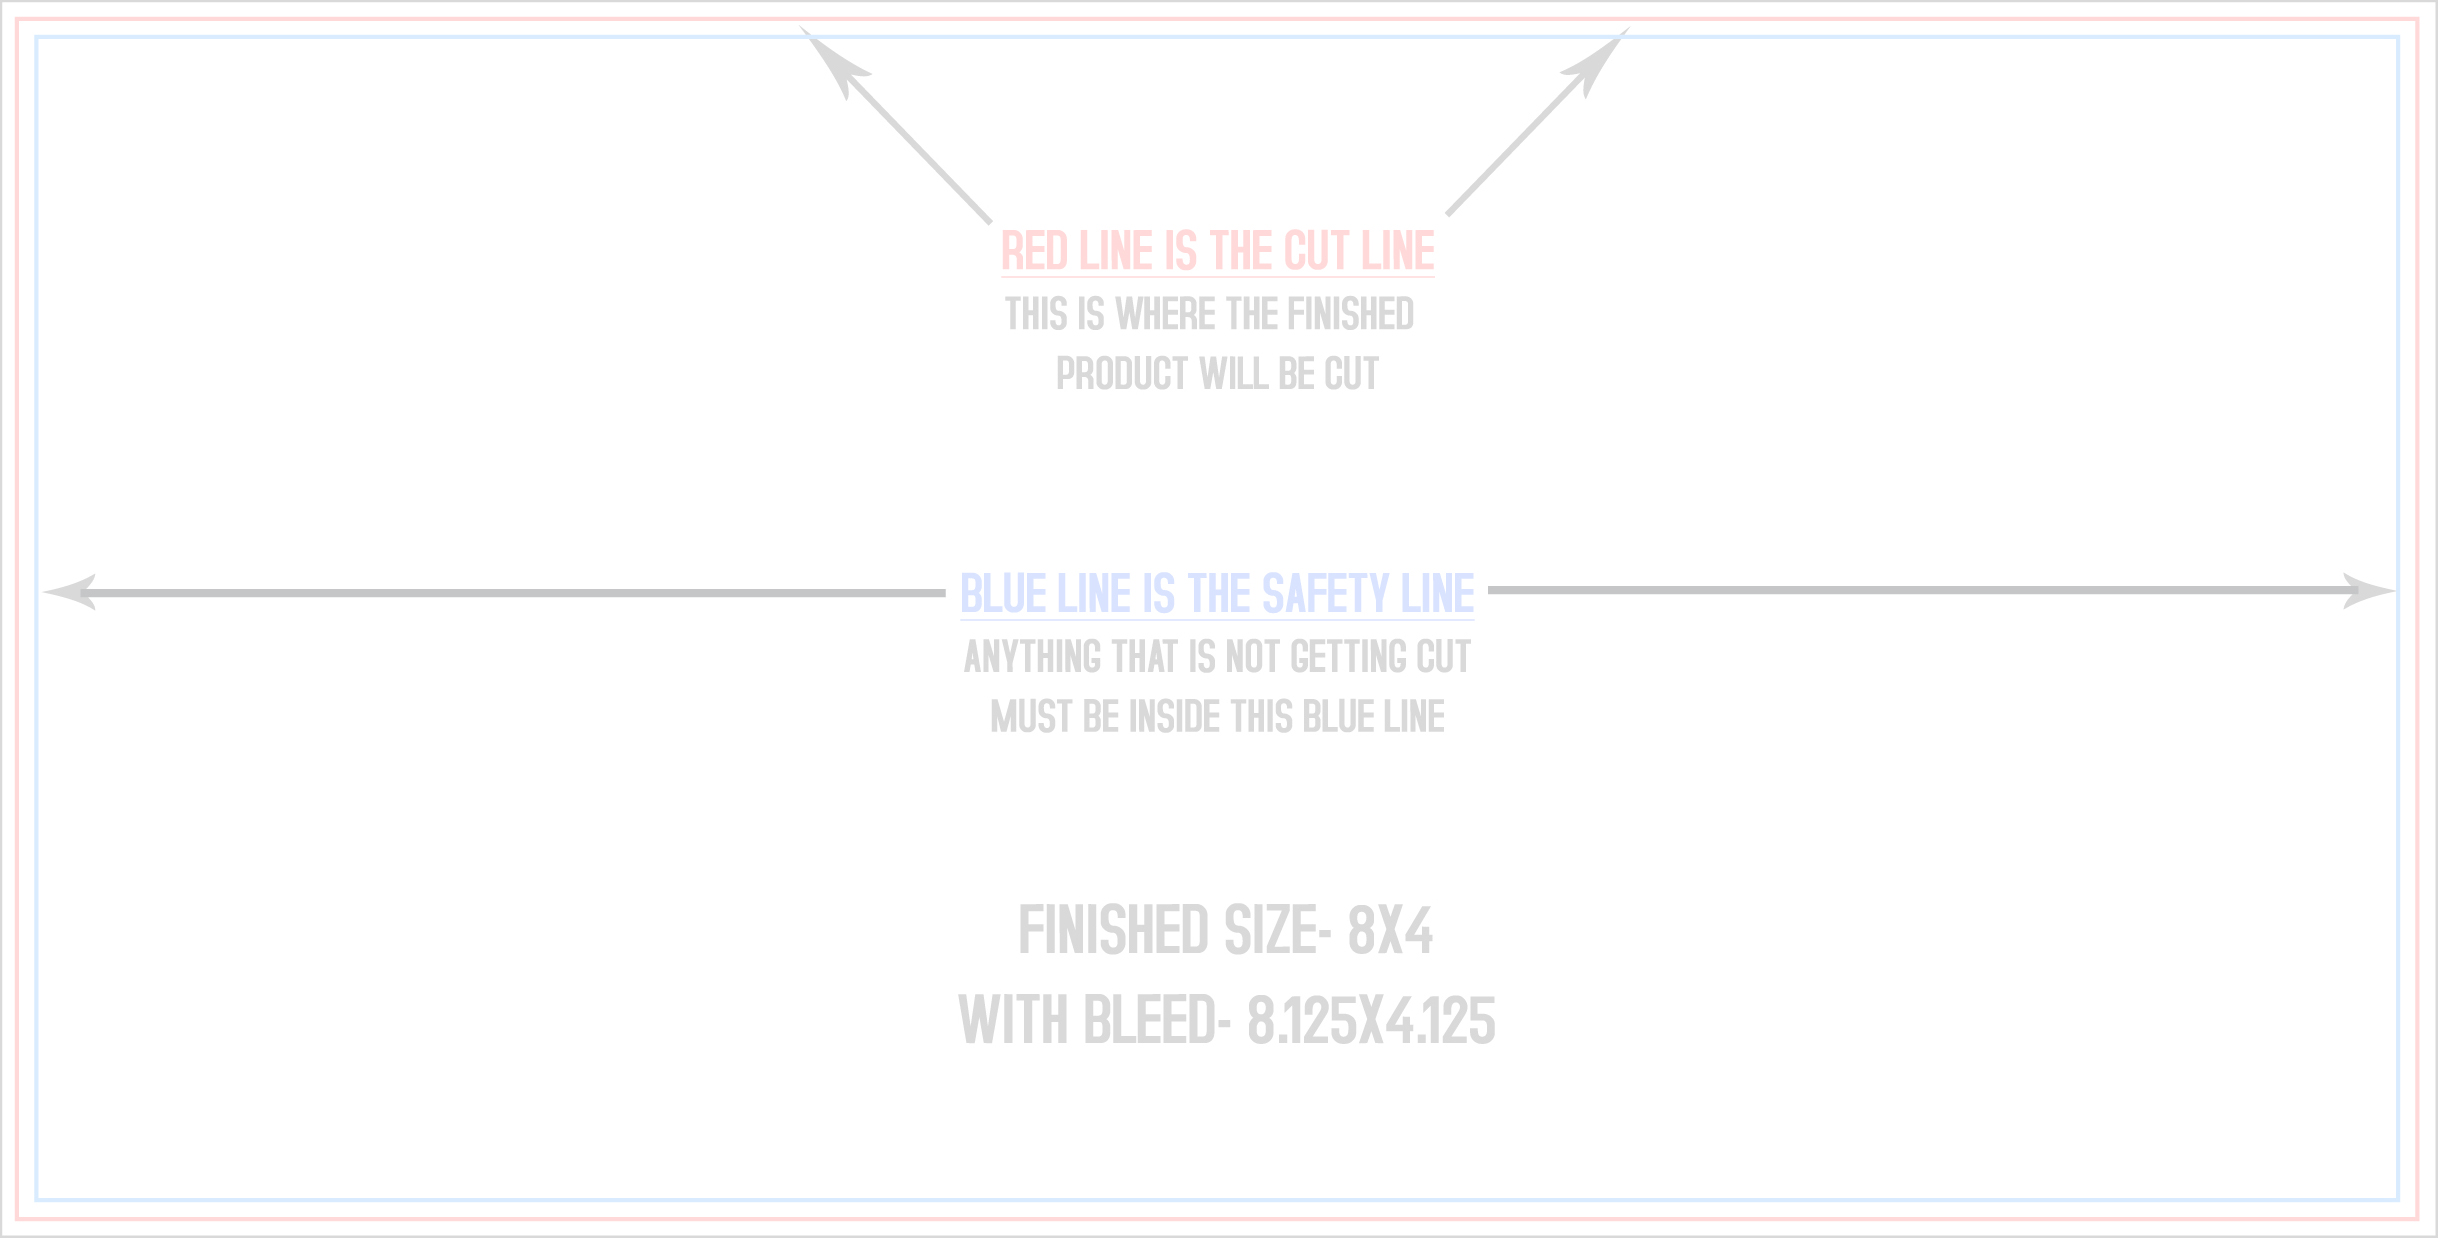 RED LINE IS THE CUT LINE
THIS IS WHERE THE FINISHED
PRODUCT WILL BE CUT
BLUE LINE IS THE SAFETY LINE
ANYTHING THAT IS NOT GETTING CUT
MUST BE INSIDE THIS BLUE LINE
FINISHED SIZE- 8X4
WITH BLEED- 8.125X4.125